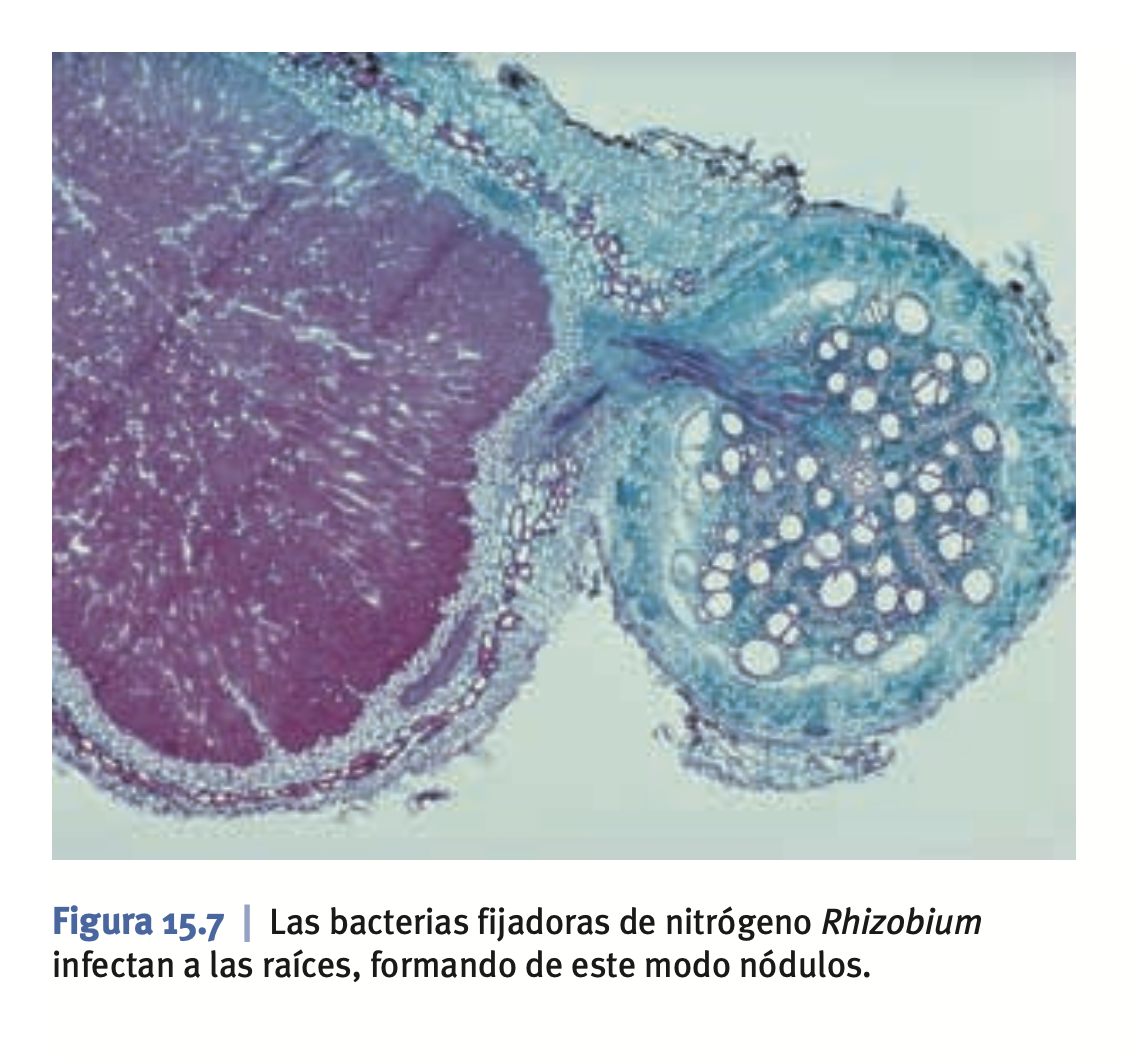 Figura 15.7 | Las bacterias fijadoras de nitrógeno Rhizobium
infectan a las raíces, formando de este modo nódulos.